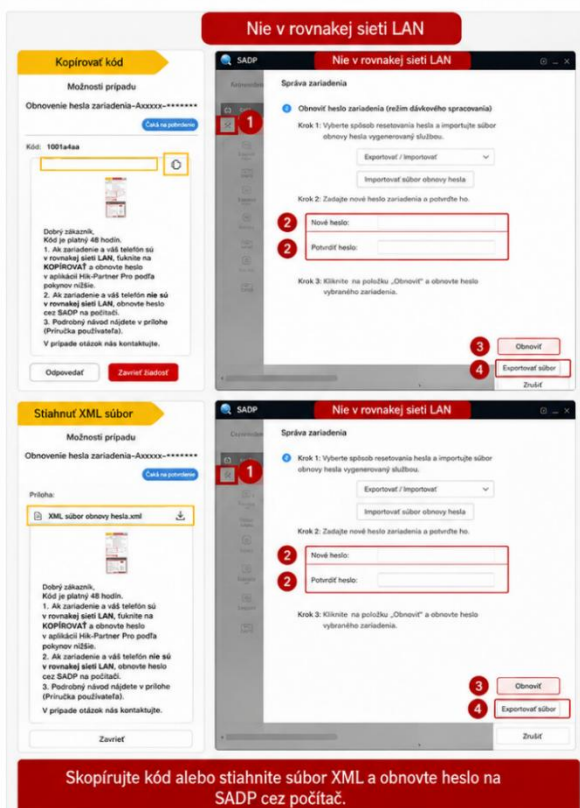 Nie v rovnakej sieti LAN
Kopírovať kód
Možnosti prípadu
Obnovenie hesla zariadenia-Axxxxx-*******
Čaká na potvrdenie
Kód: 1001a4aa
Dobrý zákazník,
Kód je platný 48 hodín.
1. Ak zariadenie a váš telefón sú
v rovnakej sieti LAN, fuknite na
KOPÍROVAŤ a obnovte heslo
v aplikácii Hik-Partner Pro podľa
pokynov nižšie.
2. Ak zariadenie a váš telefón nie sú
v rovnakej sieti LAN, obnovte heslo
cez SADP na počítači.
3. Podrobný návod nájdete v prílohe
(Príručka používateľa).
V prípade otázok nás kontaktujte.
Odpovedať
Zavrieť žiadosť
SADP
Nie v rovnakej sieti LAN
Správa zariadenia
1
Obnoviť heslo zariadenia (režim dávkového spracovania)
Krok 1: Vyberte spôsob resetovania hesla a importujte súbor
obnovy hesla vygenerovaný službou.
Exportovať / Importovať
Importovať súbor obnovy hesla
Krok 2: Zadajte nové heslo zariadenia a potvrďte ho.
2 Nové heslo:
2 Potvrdiť heslo:
Krok 3: Kliknite na položku „Obnoviť" a obnovte heslo
vybraného zariadenia.
3 Obnoviť
4 Exportovať súbor
Zrušiť
Stiahnuť XML súbor
Možnosti prípadu
Obnovenie hesla zariadenia-Axxxxx-*******
Čaká na potvrdenie
Príloha:
XML súbor obnovy hesla.xml
Dobrý zákazník,
Kód je platný 48 hodín.
1. Ak zariadenie a váš telefón sú
v rovnakej sieti LAN, fuknite na
KOPÍROVAŤ a obnovte heslo
v aplikácii Hik-Partner Pro podľa
pokynov nižšie.
2. Ak zariadenie a váš telefón nie sú
v rovnakej sieti LAN, obnovte heslo
cez SADP na počítači.
3. Podrobný návod nájdete v prílohe
(Príručka používateľa).
V prípade otázok nás kontaktujte.
Zavrieť
SADP
Nie v rovnakej sieti LAN
Správa zariadenia
1
Krok 1: Vyberte spôsob resetovania hesla a importujte súbor
obnovy hesla vygenerovaný službou.
Exportovať / Importovať
Importovať súbor obnovy hesla
Krok 2: Zadajte nové heslo zariadenia a potvrďte ho.
2 Nové heslo:
2 Potvrdiť heslo:
Krok 3: Kliknite na položku „Obnoviť" a obnovte heslo
vybraného zariadenia.
3 Obnoviť
4 Exportovať súbor
Zrušiť
Skopírujte kód alebo stiahnite súbor XML a obnovte heslo na
SADP cez počítač.